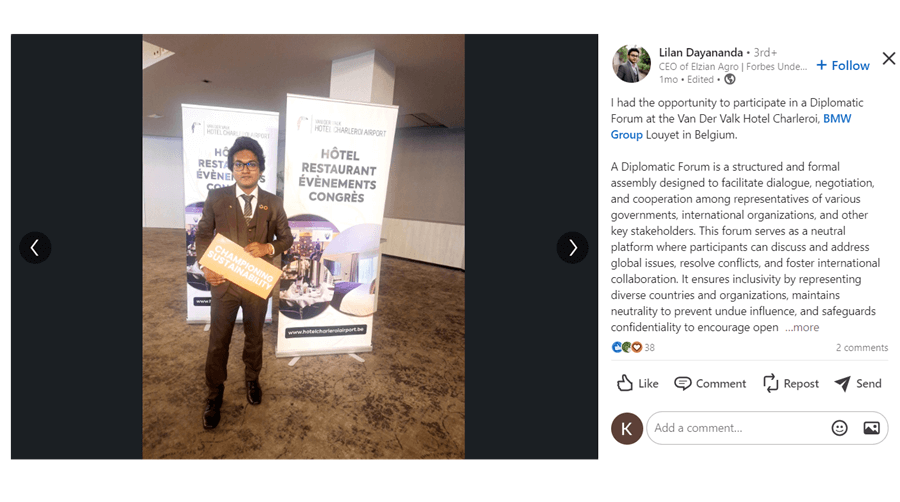 HOTEL CHARLEROI AIRPORT
HÔTEL
RESTAURANT
ÉVÈNEMENTS
CONGRÈS
www.hotelcharleroiairport.be
HOTEL CHARLEROI AIRPORT
CHAMPIONING
SUSTAINABILITY
Lilan Dayananda • 3rd+
CEO of Elzian Agro | Forbes Unde...
1mo • Edited •
+ Follow
I had the opportunity to participate in a Diplomatic
Forum at the Van Der Valk Hotel Charleroi, BMW
Group Louyet in Belgium.
A Diplomatic Forum is a structured and formal
assembly designed to facilitate dialogue, negotiation,
and cooperation among representatives of various
governments, international organizations, and other
key stakeholders. This forum serves as a neutral
platform where participants can discuss and address
global issues, resolve conflicts, and foster international
collaboration. It ensures inclusivity by representing
diverse countries and organizations, maintains
neutrality to prevent undue influence, and safeguards
confidentiality to encourage open ...more
38
2 comments
Like
Comment
Repost
Send
K
Add a comment...